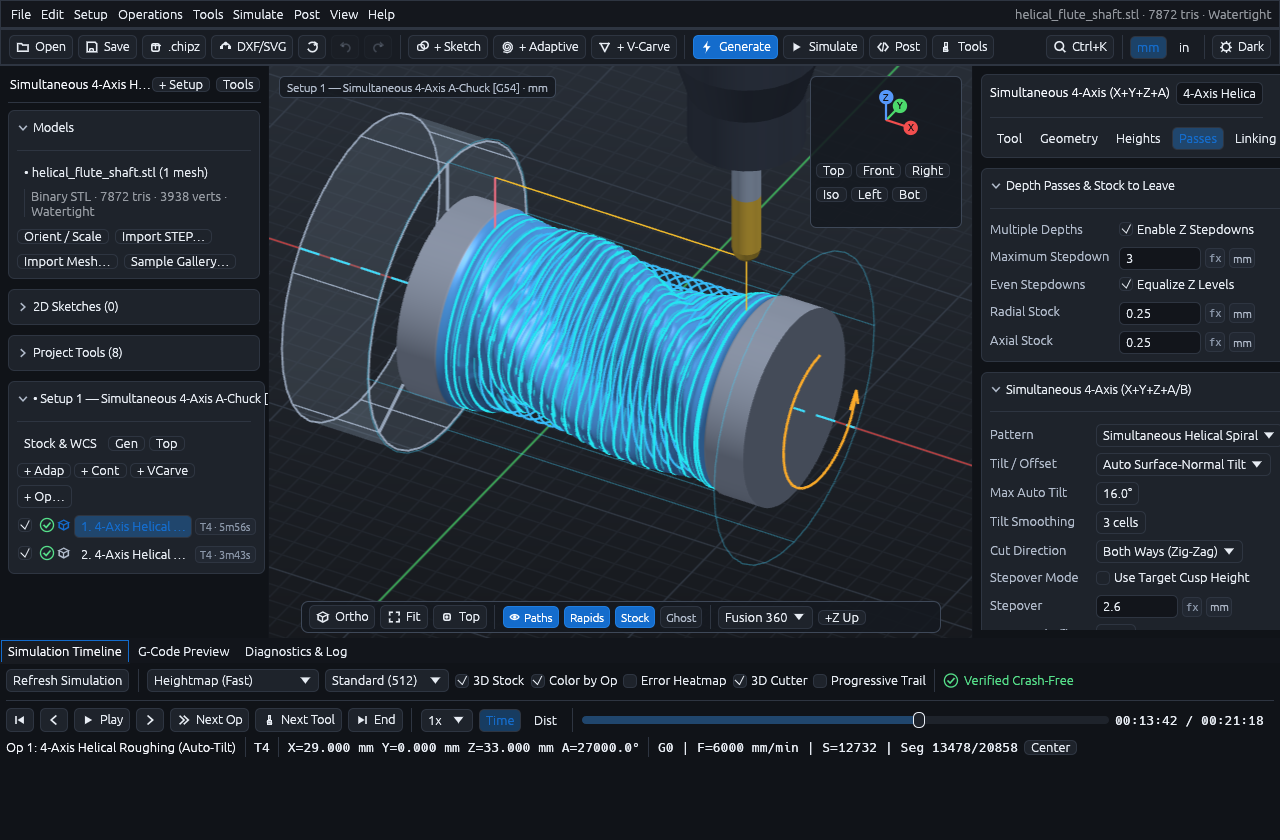 File Edit Setup Operations Tools Simulate Post View Help
helical_flute_shaft.stl · 7872 tris · Watertight
Open Save .chipz DXF/SVG + Sketch + Adaptive + V-Carve Generate Simulate Post Tools Ctrl+K mm in Dark
Simultaneous 4-Axis H... + Setup Tools
Models
• helical_flute_shaft.stl (1 mesh)
Binary STL · 7872 tris · 3938 verts ·
Watertight
Orient / Scale Import STEP...
Import Mesh... Sample Gallery...
2D Sketches (0)
Project Tools (8)
• Setup 1 — Simultaneous 4-Axis A-Chuck [
Stock & WCS Gen Top
+ Adap + Cont + VCarve
+ Op...
1. 4-Axis Helical ... T4 · 5m56s
2. 4-Axis Helical ... T4 · 3m43s
Setup 1 — Simultaneous 4-Axis A-Chuck [G54] · mm
Z
Y
X
Top Front Right
Iso Left Bot
Ortho Fit Top Paths Rapids Stock Ghost Fusion 360 +Z Up
Simultaneous 4-Axis (X+Y+Z+A) 4-Axis Helica
Tool Geometry Heights Passes Linking
Depth Passes & Stock to Leave
Multiple Depths Enable Z Stepdowns
Maximum Stepdown 3 fx mm
Even Stepdowns Equalize Z Levels
Radial Stock 0.25 fx mm
Axial Stock 0.25 fx mm
Simultaneous 4-Axis (X+Y+Z+A/B)
Pattern Simultaneous Helical Spiral
Tilt / Offset Auto Surface-Normal Tilt
Max Auto Tilt 16.0°
Tilt Smoothing 3 cells
Cut Direction Both Ways (Zig-Zag)
Stepover Mode Use Target Cusp Height
Stepover 2.6 fx mm
Simulation Timeline G-Code Preview Diagnostics & Log
Refresh Simulation Heightmap (Fast) Standard (512) 3D Stock Color by Op Error Heatmap 3D Cutter Progressive Trail Verified Crash-Free
Play Next Op Next Tool End 1x Time Dist 00:13:42 / 00:21:18
Op 1: 4-Axis Helical Roughing (Auto-Tilt) T4 X=29.000 mm Y=0.000 mm Z=33.000 mm A=27000.0° G0 | F=6000 mm/min | S=12732 | Seg 13478/20858 Center